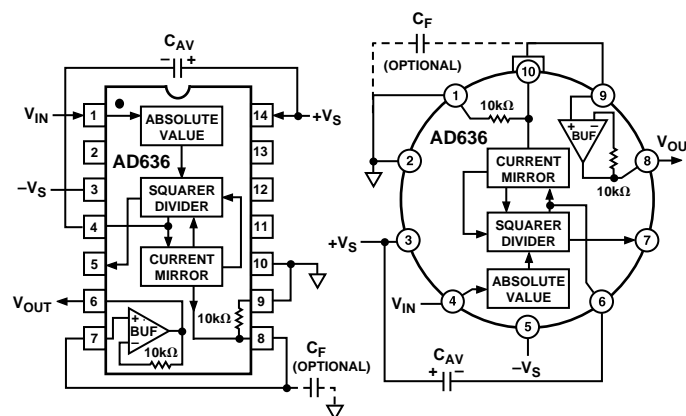 C_AV
− +
V_IN
1
14
+V_S
ABSOLUTE
VALUE
2
AD636
13
−V_S
3
SQUARER
DIVIDER
12
4
11
5
CURRENT
MIRROR
10
V_OUT
6
9
10kΩ
+
BUF
−
10kΩ
7
8
C_F
(OPTIONAL)
C_F
(OPTIONAL)
10
1
9
10kΩ
AD636
+ −
BUF
10kΩ
8
V_OU
2
CURRENT
MIRROR
+V_S
3
SQUARER
DIVIDER
7
V_IN
4
ABSOLUTE
VALUE
6
5
−V_S
C_AV
+ −